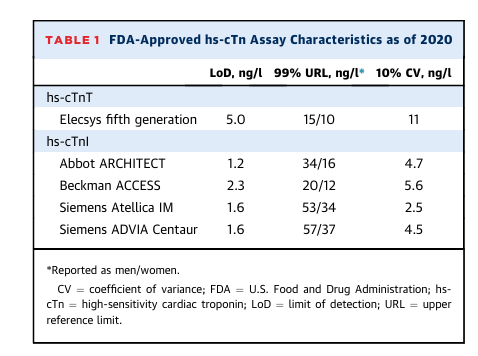 TABLE 1 FDA-Approved hs-cTn Assay Characteristics as of 2020
LoD, ng/l 99% URL, ng/l* 10% CV, ng/l
hs-cTnT
Elecsys fifth generation 5.0 15/10 11
hs-cTnI
Abbot ARCHITECT 1.2 34/16 4.7
Beckman ACCESS 2.3 20/12 5.6
Siemens Atellica IM 1.6 53/34 2.5
Siemens ADVIA Centaur 1.6 57/37 4.5
*Reported as men/women.
CV = coefficient of variance; FDA = U.S. Food and Drug Administration; hs-
cTn = high-sensitivity cardiac troponin; LoD = limit of detection; URL = upper
reference limit.